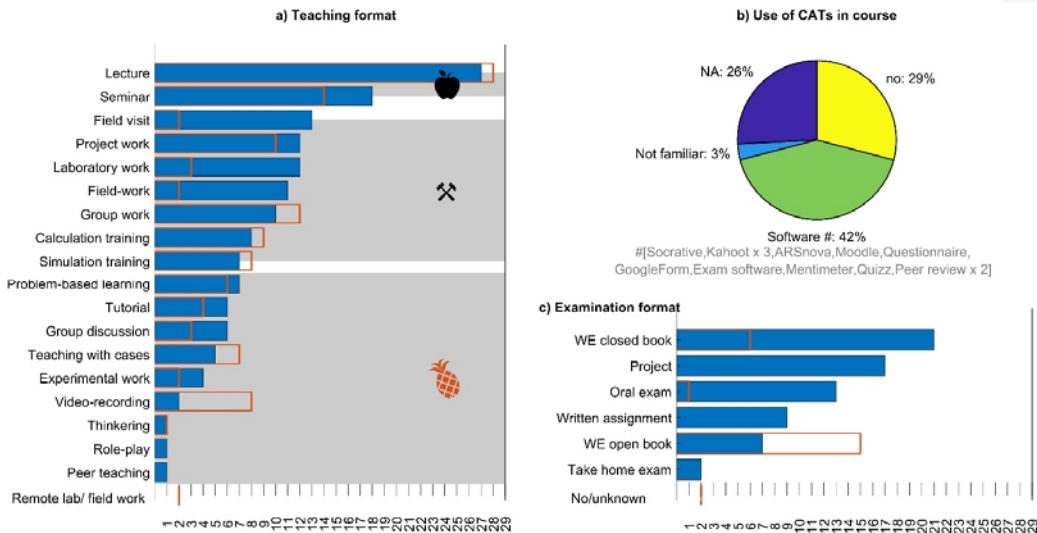 a) Teaching format
Lecture
Seminar
Field visit
Project work
Laboratory work
Field-work
Group work
Calculation training
Simulation training
Problem-based learning
Tutorial
Group discussion
Teaching with cases
Experimental work
Video-recording
Thinkering
Role-play
Peer teaching
Remote lab/ field work
1 2 3 4 5 6 7 8 9 10 11 12 13 14 15 16 17 18 19 20 21 22 23 24 25 26 27 28 29
b) Use of CATs in course
NA: 26%
no: 29%
Not familiar: 3%
Software #: 42%
#[Socrative,Kahoot x 3,ARSnova,Moodle,Questionnaire,
GoogleForm,Exam software,Mentimeter,Quizz,Peer review x 2]
c) Examination format
WE closed book
Project
Oral exam
Written assignment
WE open book
Take home exam
No/unknown
1 2 3 4 5 6 7 8 9 10 11 12 13 14 15 16 17 18 19 20 21 22 23 24 25 26 27 28 29